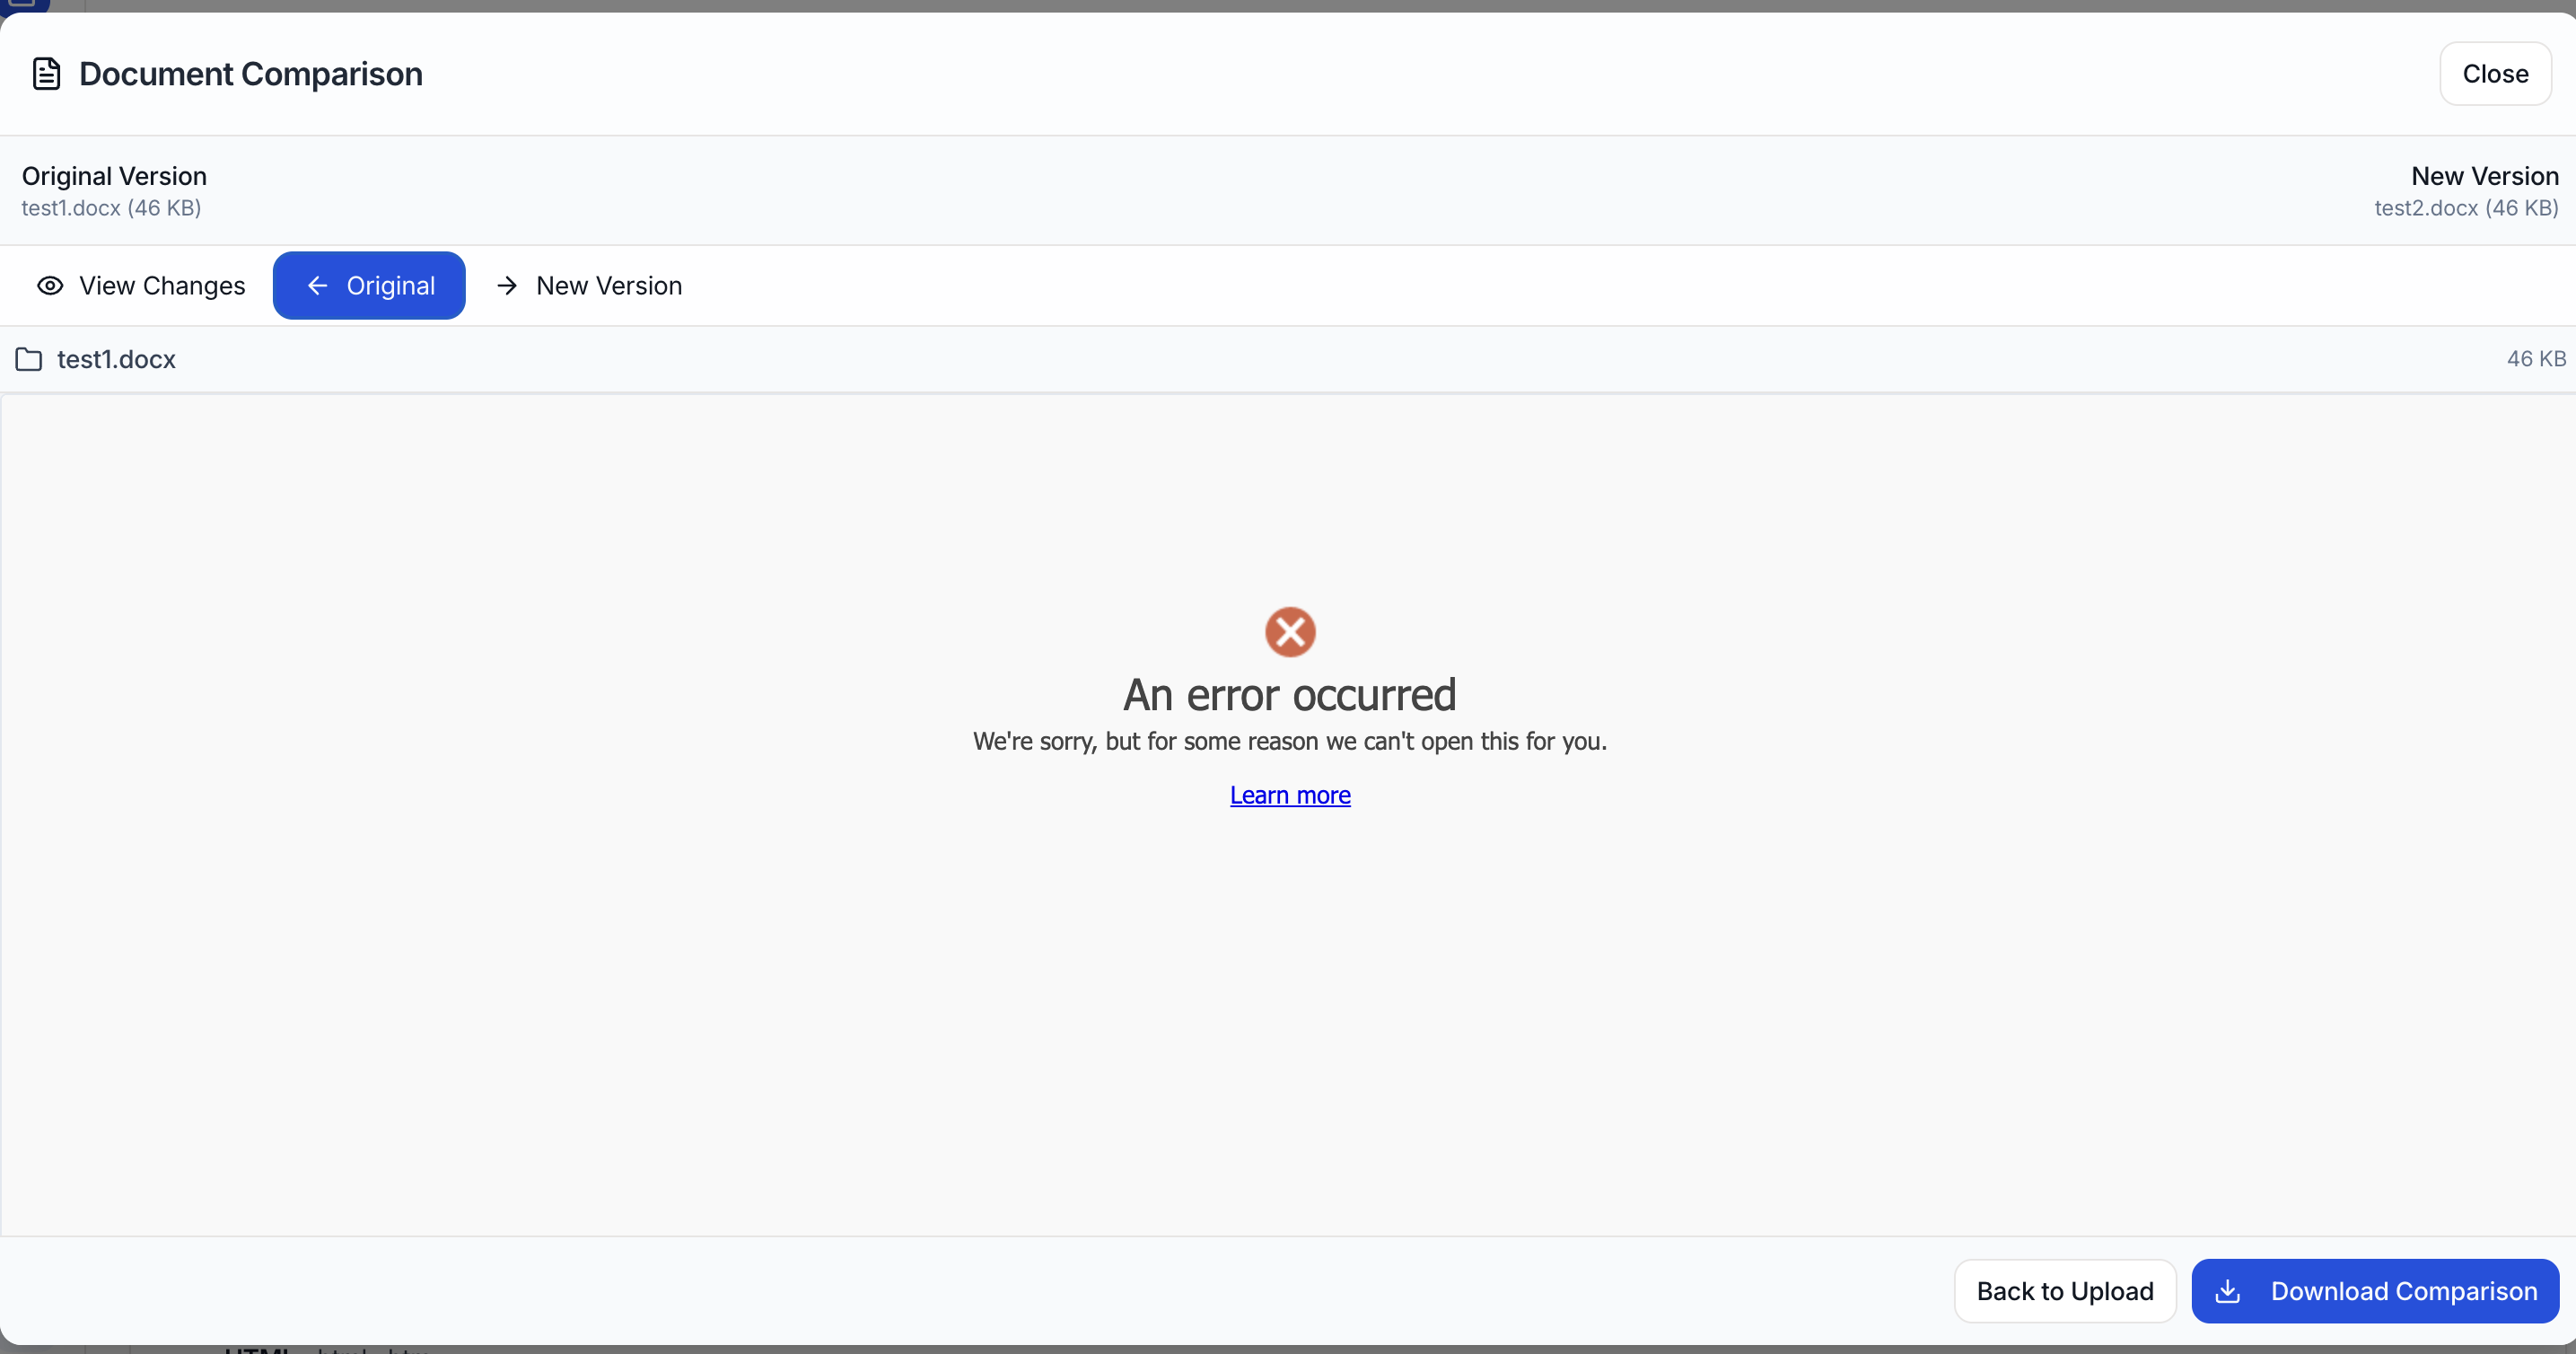 Document Comparison
Close
Original Version
New Version
test1.docx (46 KB)
test2.docx (46 KB)
View Changes
Original
New Version
test1.docx
46 KB
An error occurred
We're sorry, but for some reason we can't open this for you.
Learn more
Back to Upload
Download Comparison